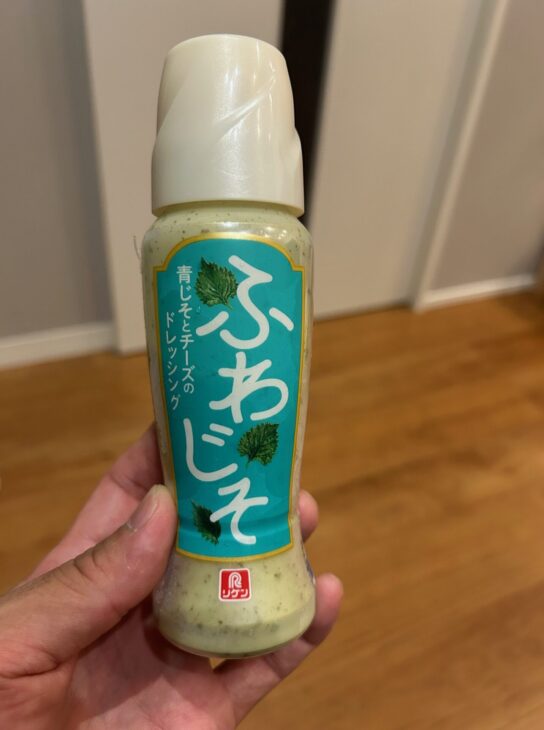 ふわじそ
青じそとチーズの
ドレッシング
R
リケン